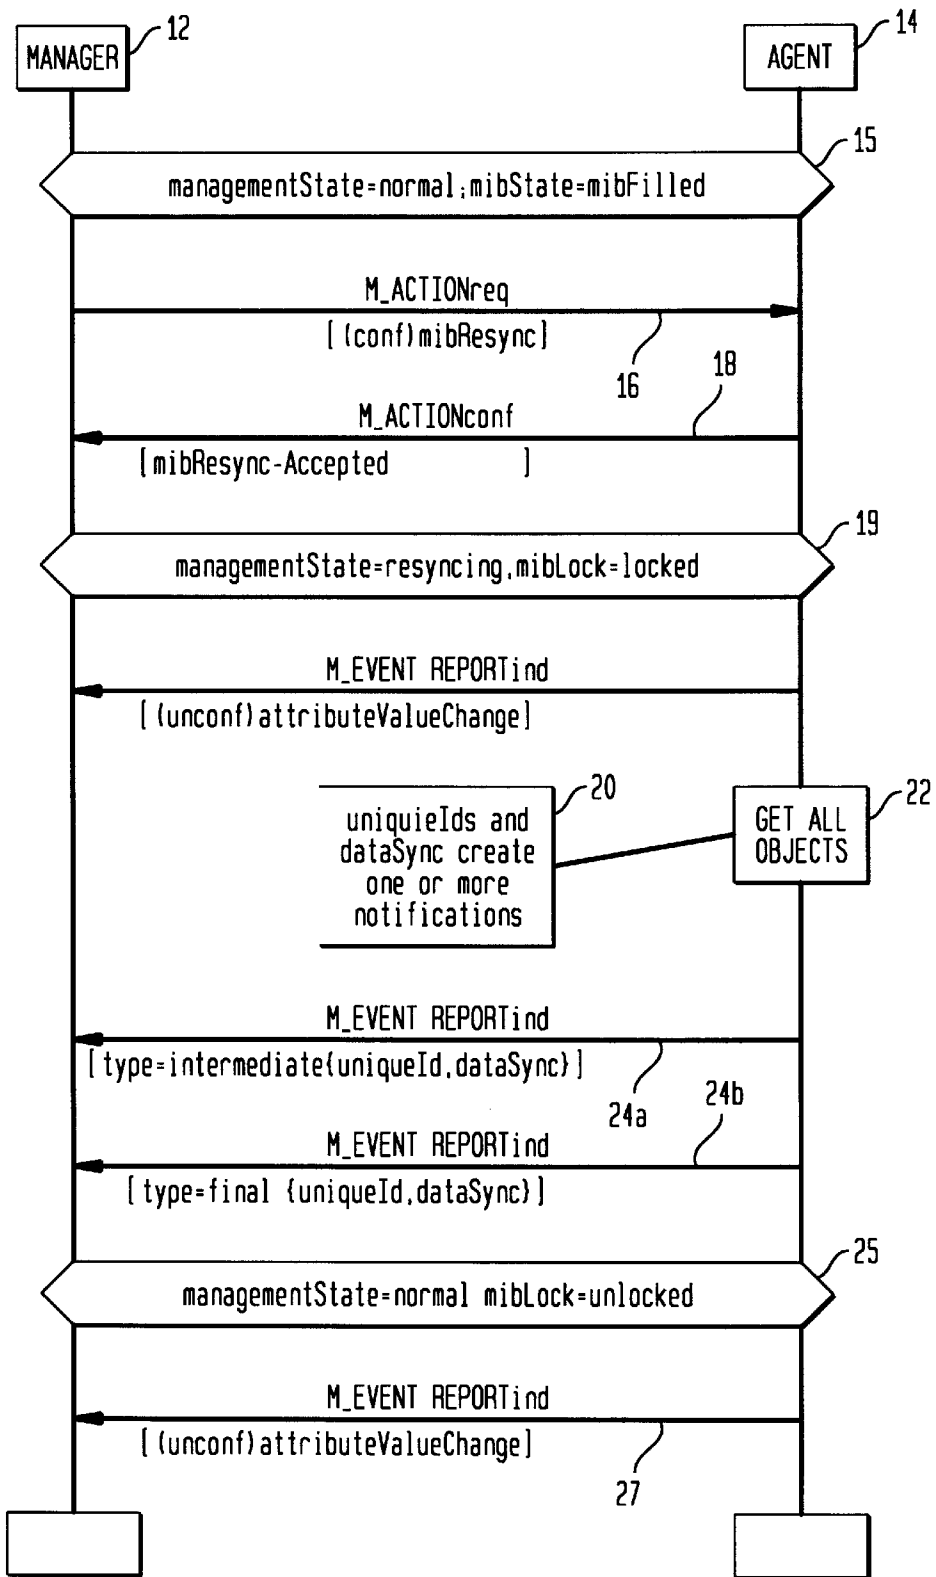 12
14
MANAGER
AGENT
15
managementState=normal;mibState=mibFilled
M_ACTIONreq
[(conf)mibResync]
16
18
M_ACTIONconf
[mibResync-Accepted ]
19
managementState=resyncing,mibLock=locked
M_EVENT REPORTind
[(unconf)attributeValueChange]
20
22
uniquieIds and
dataSync create
one or more
notifications
GET ALL
OBJECTS
M_EVENT REPORTind
[type=intermediate{uniqueId,dataSync}]
24a
24b
M_EVENT REPORTind
[type=final {uniqueId,dataSync}]
25
managementState=normal mibLock=unlocked
M_EVENT REPORTind
[(unconf)attributeValueChange]
27